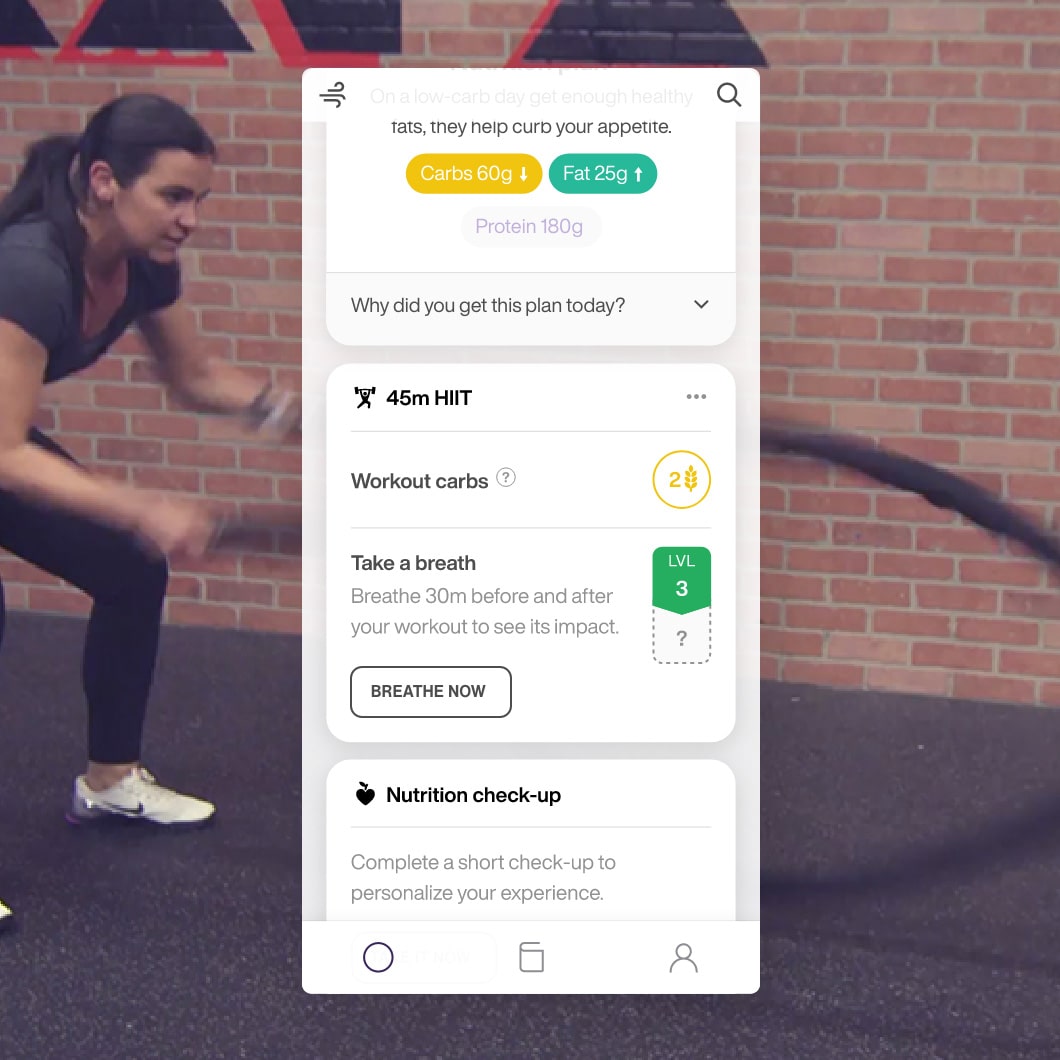 On a low-carb day get enough healthy
fats, they help curb your appetite.
Carbs 60g ↓ Fat 25g ↑
Protein 180g
Why did you get this plan today?
45m HIIT
Workout carbs ?
2
Take a breath
LVL
3
Breathe 30m before and after
your workout to see its impact.
?
BREATHE NOW
Nutrition check-up
Complete a short check-up to
personalize your experience.
IT NOW